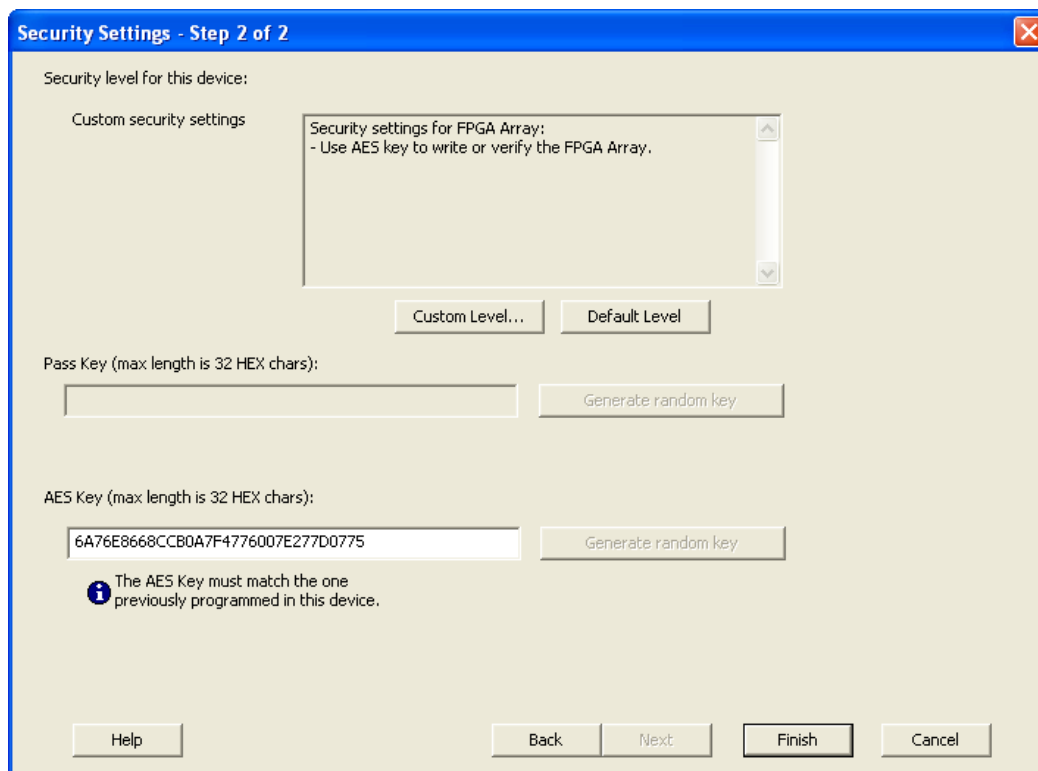 Security Settings - Step 2 of 2
Security level for this device:
Custom security settings
Security settings for FPGA Array:
- Use AES key to write or verify the FPGA Array.
Custom Level...
Default Level
Pass Key (max length is 32 HEX chars):
Generate random key
AES Key (max length is 32 HEX chars):
6A76E8668CCB0A7F4776007E277D0775
Generate random key
The AES Key must match the one
previously programmed in this device.
Help
Back
Next
Finish
Cancel